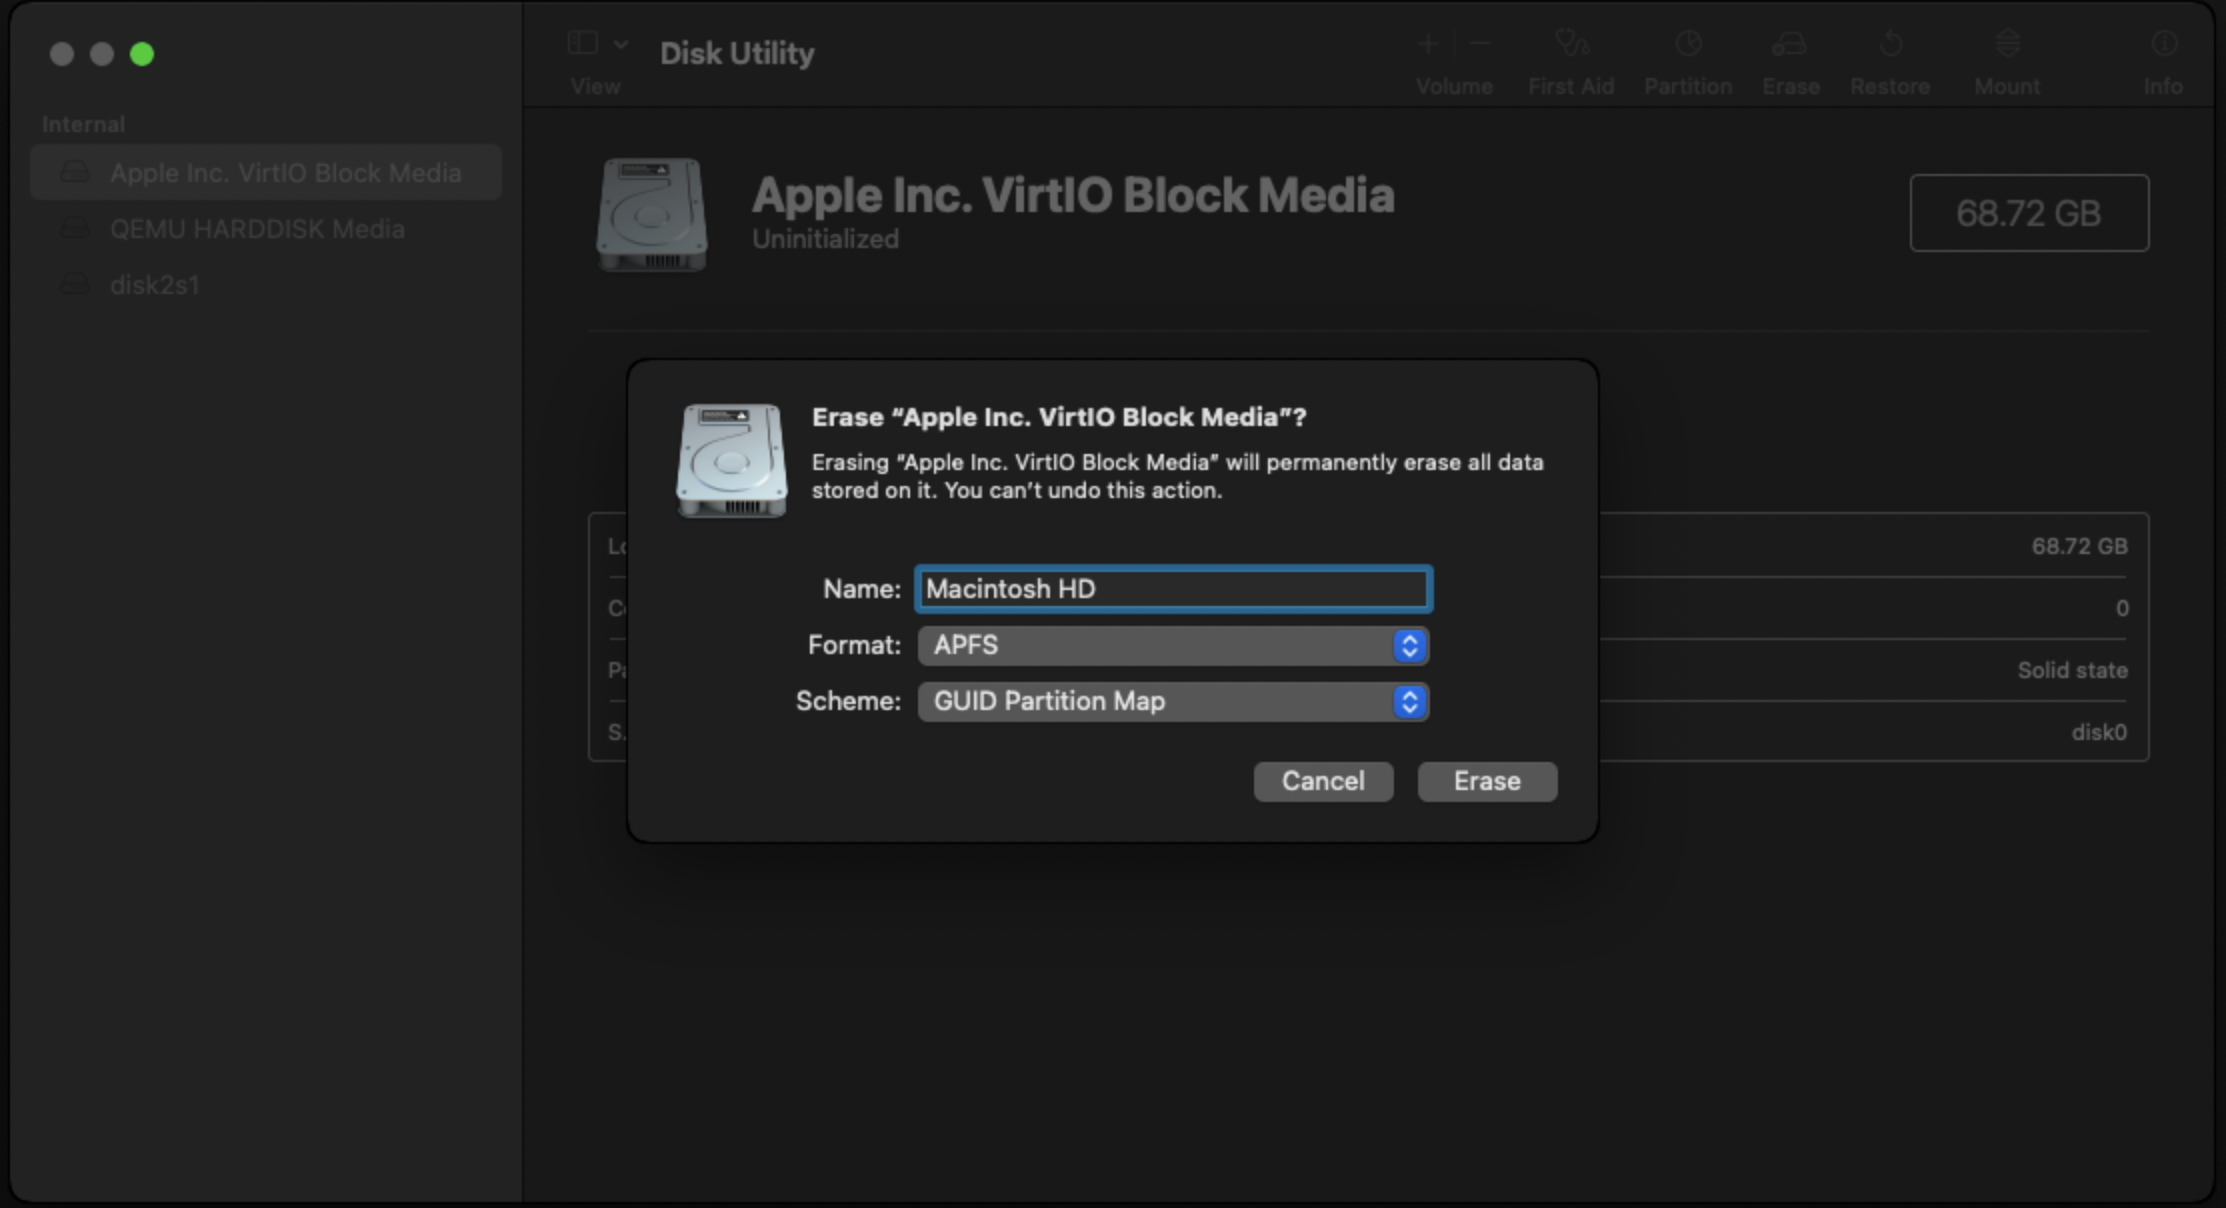 Disk Utility
View
Volume
First Aid
Partition
Erase
Restore
Mount
Info
Internal
Apple Inc. VirtIO Block Media
QEMU HARDDISK Media
disk2s1
Apple Inc. VirtIO Block Media
Uninitialized
68.72 GB
Erase “Apple Inc. VirtIO Block Media”?
Erasing “Apple Inc. VirtIO Block Media” will permanently erase all data
stored on it. You can’t undo this action.
Name: Macintosh HD
Format: APFS
Scheme: GUID Partition Map
Cancel
Erase
68.72 GB
0
Solid state
disk0